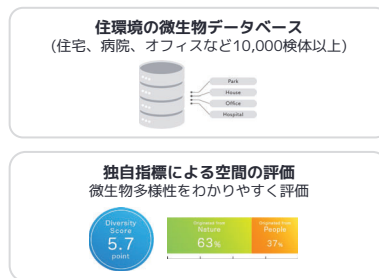 住環境の微生物データベース
(住宅、病院、オフィスなど10,000検体以上)
Park
House
Office
Hospital
独自指標による空間の評価
微生物多様性をわかりやすく評価
Diversity
Score
5.7
point
Originated from
Nature
63%
Originated from
People
37%